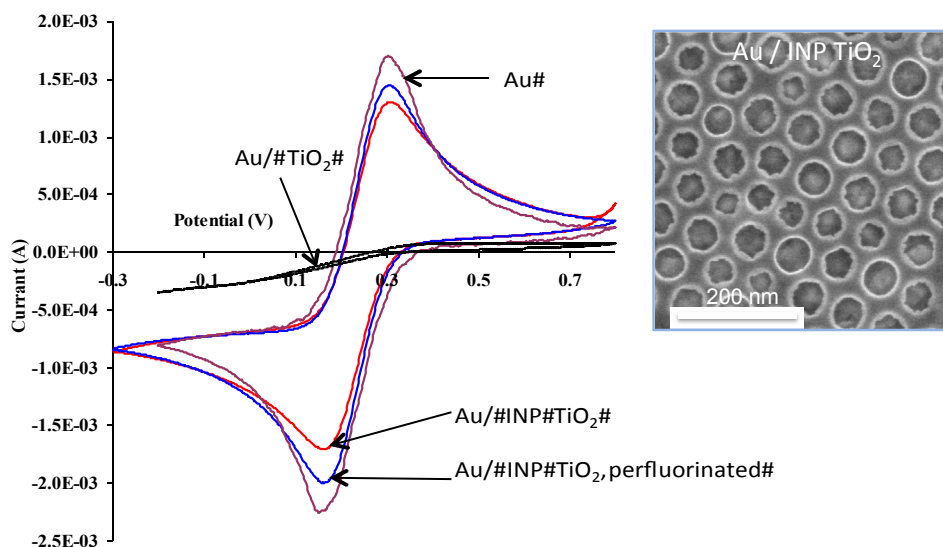 2.0E-03
1.5E-03
1.0E-03
5.0E-04
0.0E+00
-5.0E-04
-1.0E-03
-1.5E-03
-2.0E-03
-2.5E-03
Currant (A)
Potential (V)
-0.3
-0.1
0.1
0.3
0.5
0.7
Au#
Au/#TiO2#
Au/#INP#TiO2#
Au/#INP#TiO2, perfluorinated#
Au / INP TiO2
200 nm